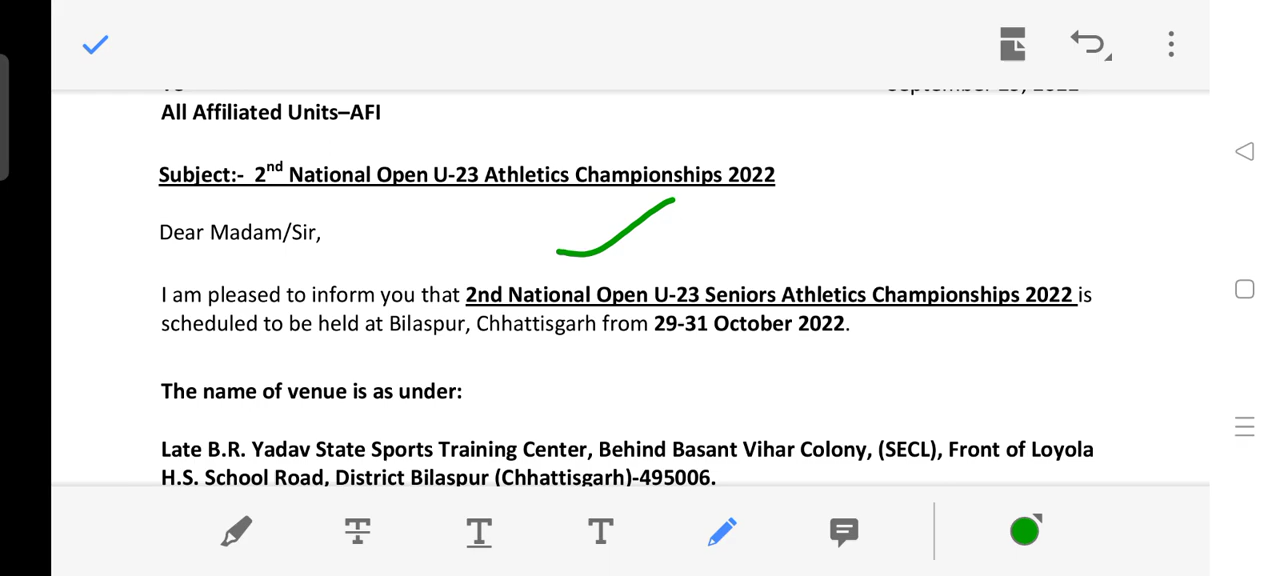 All Affiliated Units–AFI
Subject:- 2nd National Open U-23 Athletics Championships 2022
Dear Madam/Sir,
I am pleased to inform you that 2nd National Open U-23 Seniors Athletics Championships 2022 is
scheduled to be held at Bilaspur, Chhattisgarh from 29-31 October 2022.
The name of venue is as under:
Late B.R. Yadav State Sports Training Center, Behind Basant Vihar Colony, (SECL), Front of Loyola
H.S. School Road, District Bilaspur (Chhattisgarh)-495006.